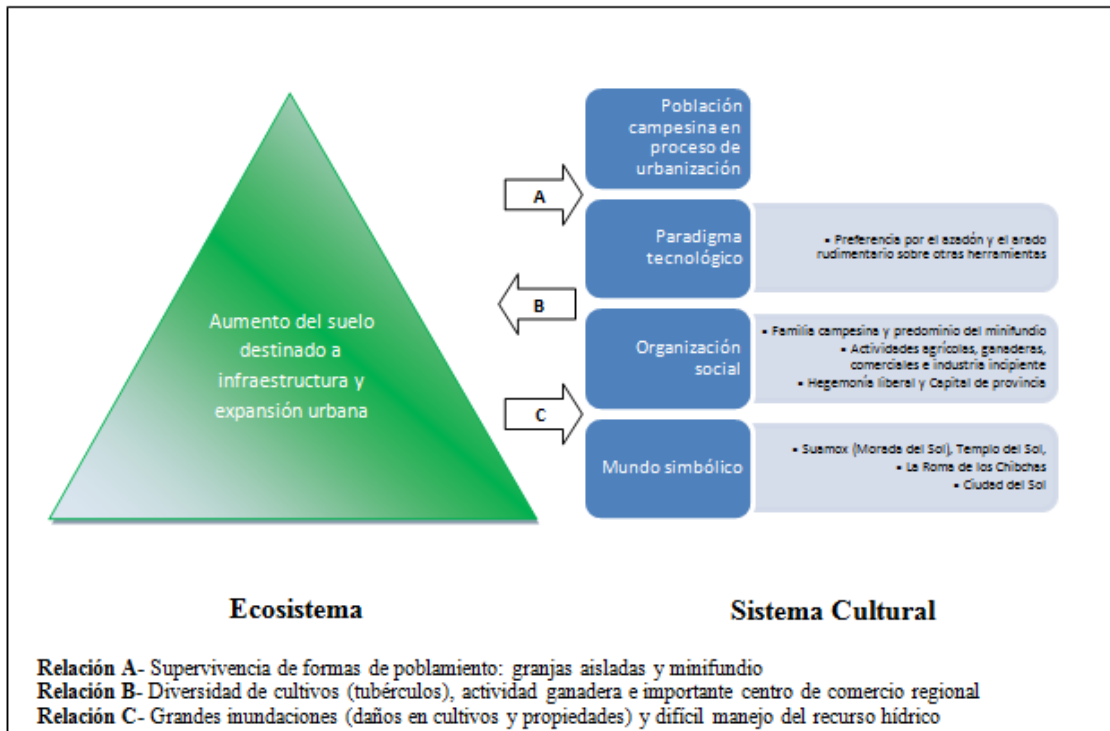 Aumento del suelo
destinado a
infraestructura y
expansión urbana
A
B
C
Población
campesina en
proceso de
urbanización
Paradigma
tecnológico
▪ Preferencia por el azadón y el arado
rudimentario sobre otras herramientas
Organización
social
▪ Familia campesina y predominio del minifundio
▪ Actividades agrícolas, ganaderas,
comerciales e industria incipiente
▪ Hegemonía liberal y Capital de provincia
Mundo simbólico
▪ Suamox (Morada del Sol), Templo del Sol,
▪ La Roma de los Chibchas
▪ Ciudad del Sol
Ecosistema
Sistema Cultural
Relación A- Supervivencia de formas de poblamiento: granjas aisladas y minifundio
Relación B- Diversidad de cultivos (tubérculos), actividad ganadera e importante centro de comercio regional
Relación C- Grandes inundaciones (daños en cultivos y propiedades) y difícil manejo del recurso hídrico